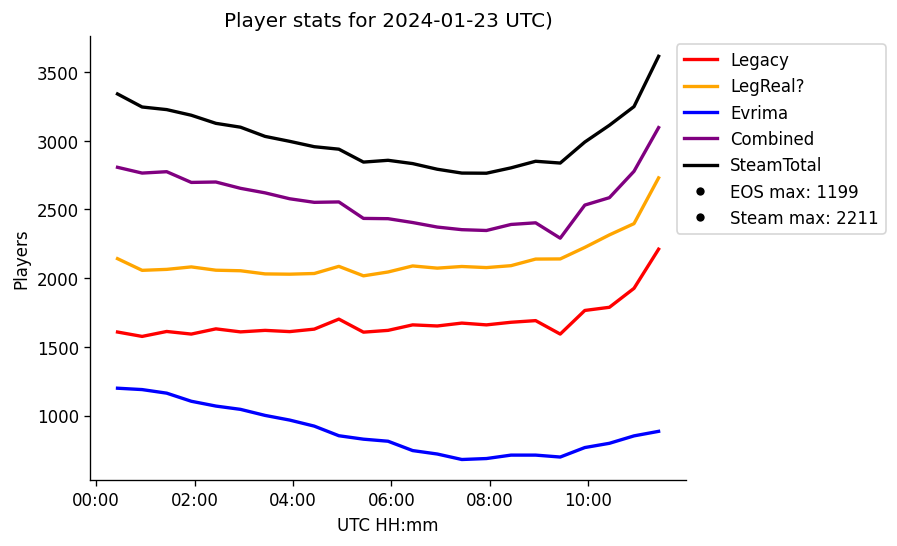 Player stats for 2024-01-23 UTC)
Legacy
LegReal?
Evrima
Combined
SteamTotal
EOS max: 1199
Steam max: 2211
Players
3500
3000
2500
2000
1500
1000
00:00 02:00 04:00 06:00 08:00 10:00
UTC HH:mm